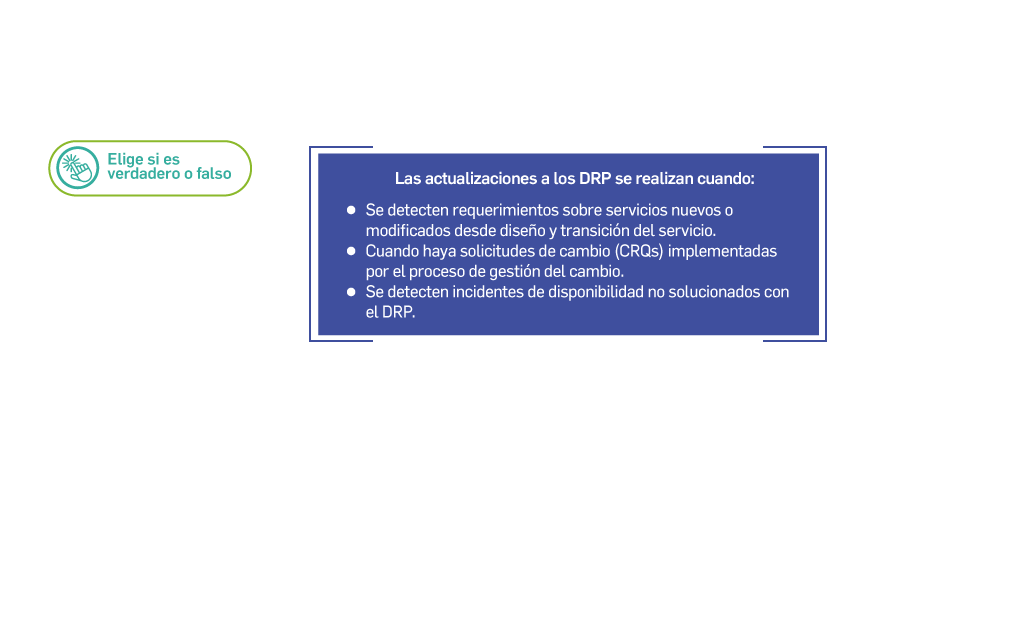 Elige si es
verdadero o falso
Las actualizaciones a los DRP se realizan cuando:
● Se detecten requerimientos sobre servicios nuevos o
modificados desde diseño y transición del servicio.
● Cuando haya solicitudes de cambio (CRQs) implementadas
por el proceso de gestión del cambio.
● Se detecten incidentes de disponibilidad no solucionados con
el DRP.